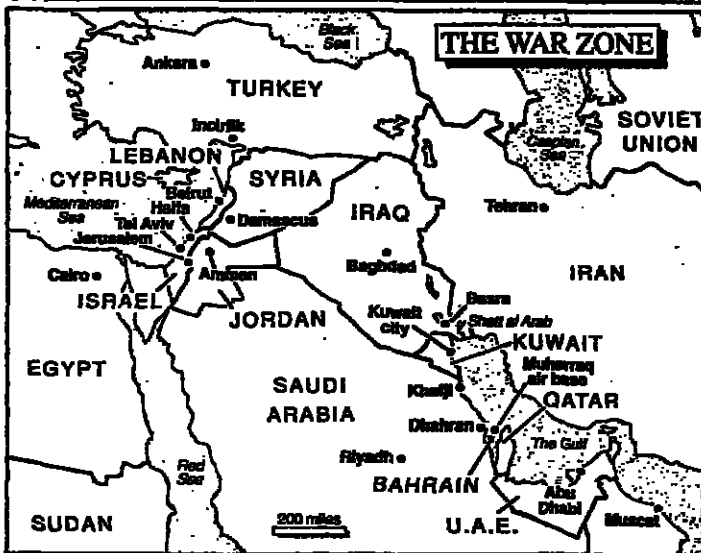 THE WAR ZONE
Black
Sea
Ankara
TURKEY
SOVIET
UNION
Caspian
Sea
Incirlik
LEBANON
CYPRUS
SYRIA
Mediterranean
Sea
Beirut
Haifa
Damascus
Tel Aviv
Jerusalem
IRAQ
Tehran
Baghdad
Cairo
Amman
IRAN
ISRAEL
JORDAN
Basra
Shatt al Arab
Kuwait
city
KUWAIT
EGYPT
Muharraq
air base
SAUDI
ARABIA
Khafji
QATAR
Dhahran
The Gulf
Red
Sea
Riyadh
BAHRAIN
Abu
Dhabi
200 miles
U.A.E.
Muscat
SUDAN